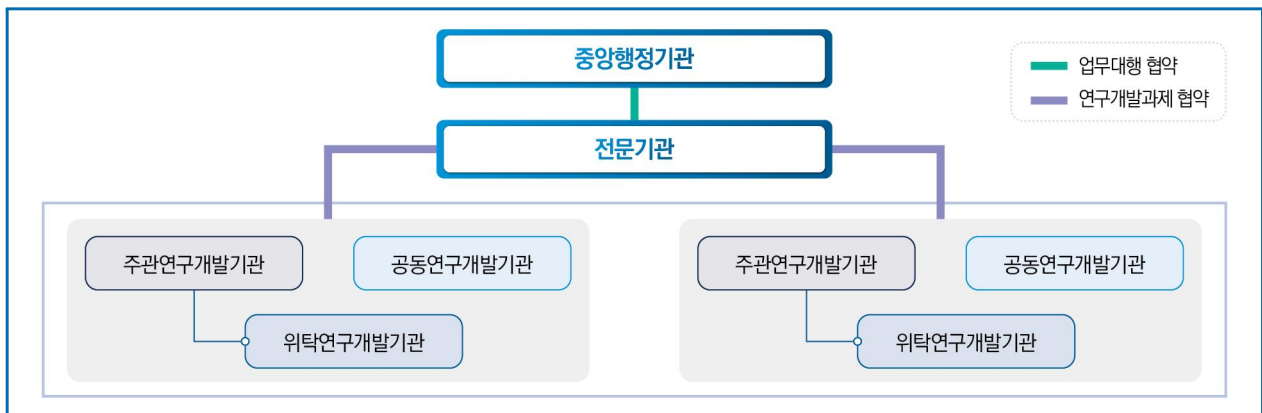 중앙행정기관
업무대행 협약
연구개발과제 협약
전문기관
주관연구개발기관
공동연구개발기관
위탁연구개발기관
주관연구개발기관
공동연구개발기관
위탁연구개발기관